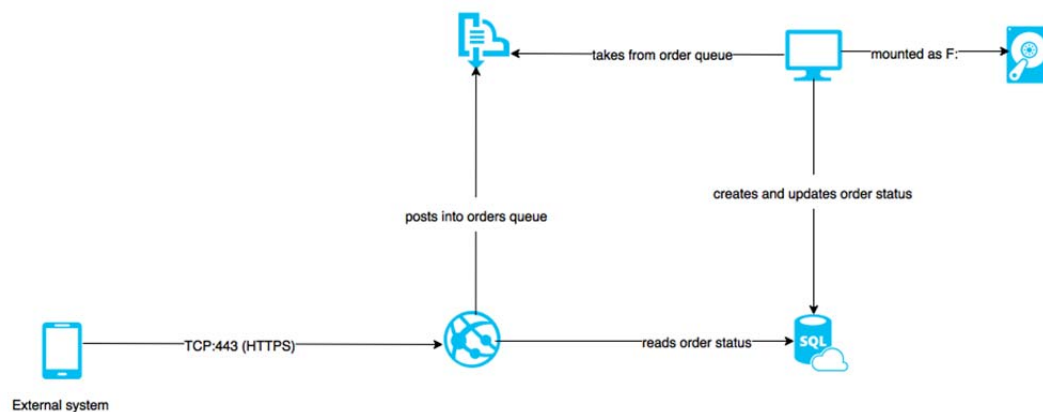 takes from order queue
mounted as F:
creates and updates order status
posts into orders queue
TCP:443 (HTTPS)
reads order status
SQL
External system